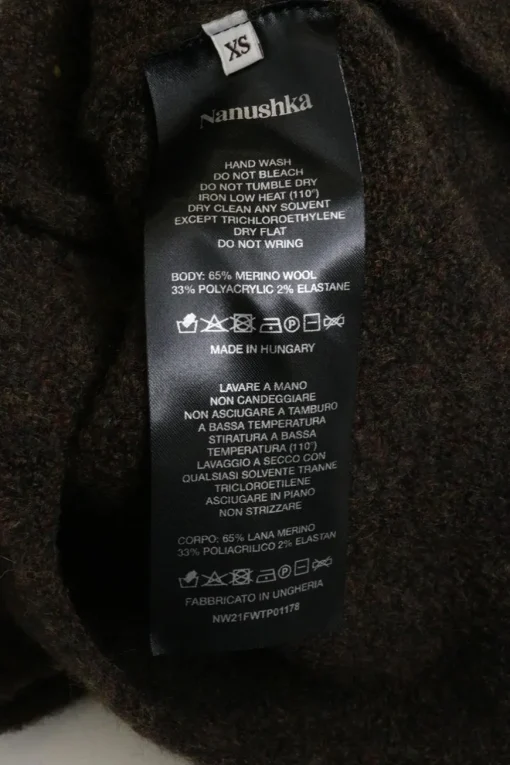 XS
Nanushka
HAND WASH
DO NOT BLEACH
DO NOT TUMBLE DRY
IRON LOW HEAT (110°)
DRY CLEAN ANY SOLVENT
EXCEPT TRICHLOROETHYLENE
DRY FLAT
DO NOT WRING
BODY: 65% MERINO WOOL
33% POLYACRYLIC 2% ELASTANE
P
MADE IN HUNGARY
LAVARE A MANO
NON CANDEGGIARE
NON ASCIUGARE A TAMBURO
A BASSA TEMPERATURA
STIRATURA A BASSA
TEMPERATURA (110°)
LAVAGGIO A SECCO CON
QUALSIASI SOLVENTE TRANNE
TRICLOROETILENE
ASCIUGARE IN PIANO
NON STRIZZARE
CORPO: 65% LANA MERINO
33% POLIACRILICO 2% ELASTAN
P
FABBRICATO IN UNGHERIA
NW21FWTP01178